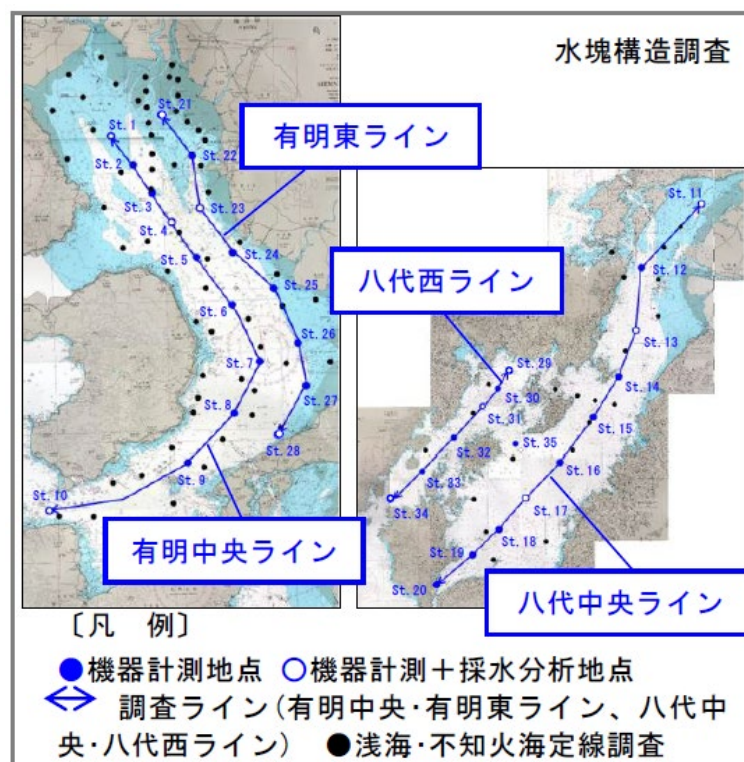 水塊構造調査
St. 21
St. 1
有明東ライン
St. 22
St. 2
St. 11
St. 3
St. 23
St. 4
St. 24
St. 12
St. 5
八代西ライン
St. 25
St. 6
St. 13
St. 26
St. 29
St. 7
St. 14
St. 30
St. 27
St. 31
St. 8
St. 15
St. 28
St. 32
St. 35
St. 9
St. 16
St. 33
St. 10
St. 34
St. 17
有明中央ライン
St. 18
St. 19
St. 20
八代中央ライン
〔凡 例〕
●機器計測地点 ○機器計測+採水分析地点
調査ライン(有明中央・有明東ライン、八代中
央・八代西ライン) ●浅海・不知火海定線調査